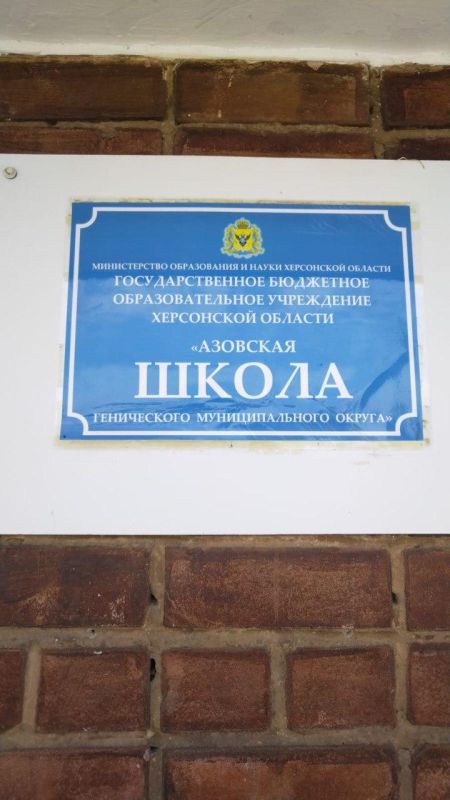 МИНИСТЕРСТВО ОБРАЗОВАНИЯ И НАУКИ ХЕРСОНСКОЙ ОБЛАСТИ
ГОСУДАРСТВЕННОЕ БЮДЖЕТНОЕ
ОБРАЗОВАТЕЛЬНОЕ УЧРЕЖДЕНИЕ
ХЕРСОНСКОЙ ОБЛАСТИ
«АЗОВСКАЯ
ШКОЛА
ГЕНИЧЕСКОГО МУНИЦИПАЛЬНОГО ОКРУГА»